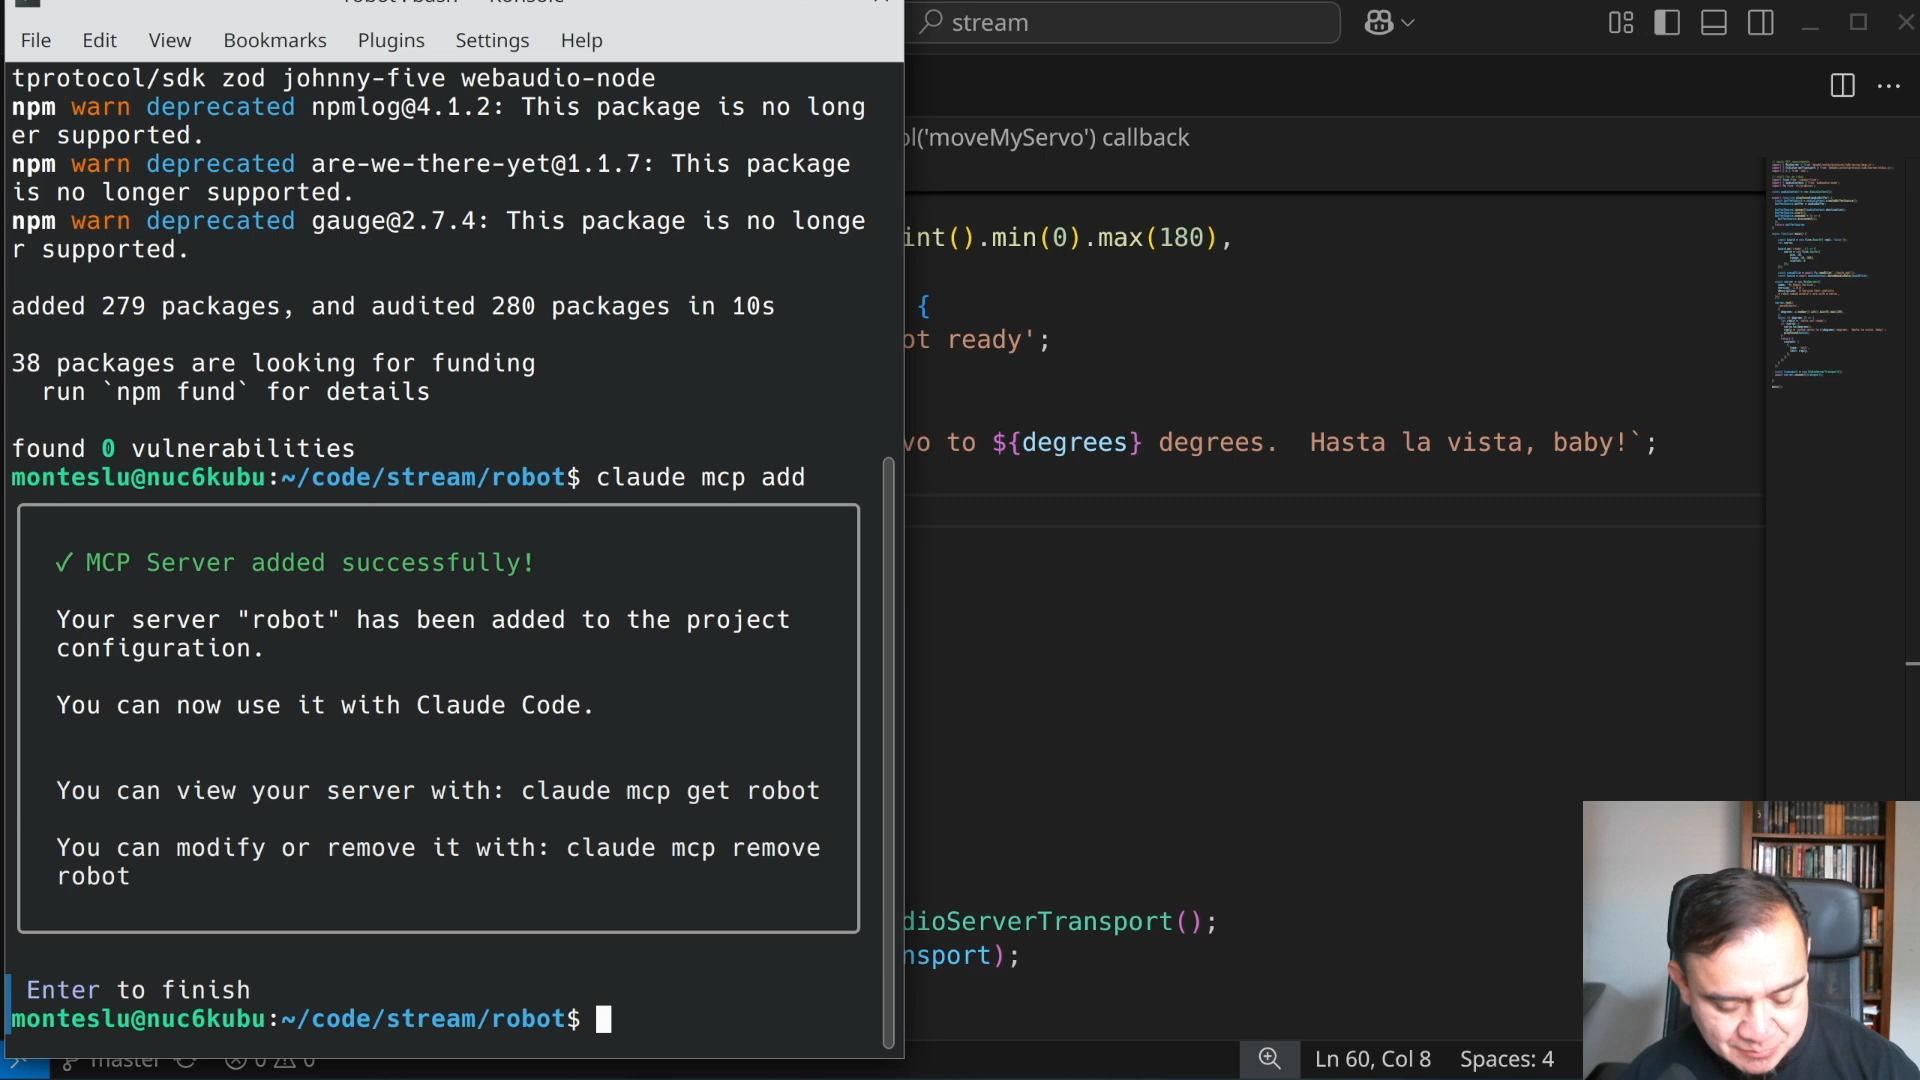 stream
File Edit View Bookmarks Plugins Settings Help
tprotocol/sdk zod johnny-five webaudio-node
npm warn deprecated npmlog@4.1.2: This package is no long
er supported.
npm warn deprecated are-we-there-yet@1.1.7: This package
is no longer supported.
npm warn deprecated gauge@2.7.4: This package is no longe
r supported.
added 279 packages, and audited 280 packages in 10s
38 packages are looking for funding
run `npm fund` for details
found 0 vulnerabilities
monteslu@nuc6kubu:~/code/stream/robot$ claude mcp add
✓ MCP Server added successfully!
Your server "robot" has been added to the project
configuration.
You can now use it with Claude Code.
You can view your server with: claude mcp get robot
You can modify or remove it with: claude mcp remove
robot
Enter to finish
monteslu@nuc6kubu:~/code/stream/robot$
ol('moveMyServo') callback
int().min(0).max(180),
{
ot ready';
vo to ${degrees} degrees.  Hasta la vista, baby!`;
dioServerTransport();
nsport);
master 0 0
Ln 60, Col 8 Spaces: 4